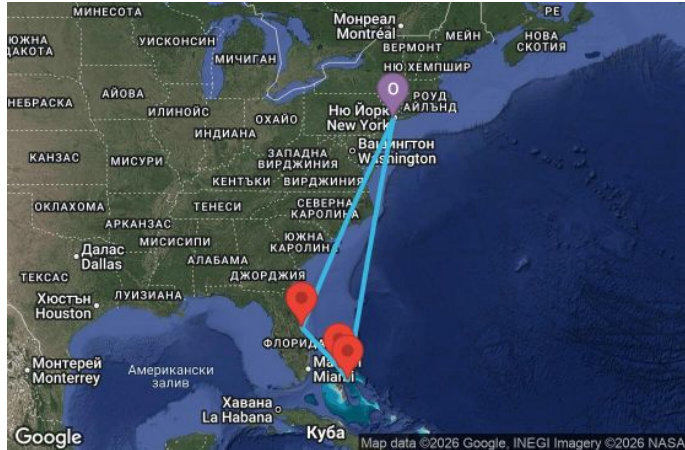 МИНЕСОТА
Монреал
Montréal
РЕ
ЮЖНА
ДАКОТА
УИСКОНСИН
МИЧИГАН
ВЕРМОНТ
МЕЙН
НОВА
СКОТИЯ
НЮ ХЕМПШИР
НЕБРАСКА
АЙОВА
ИЛИНОЙС
ОХАЙО
ИНДИАНА
O
РОУД
АЙЛЪНД
Ню Йорк
New York
Вашингтон
Washington
ЗАПАДНА
ВИРДЖИНИЯ
КАНЗАС
МИСУРИ
КЕНТЪКИ
ВИРДЖИНИЯ
ОКЛАХОМА
ТЕНЕСИ
СЕВЕРНА
КАРОЛИНА
АРКАНЗАС
МИСИСИПИ
ЮЖНА
КАРОЛИНА
Далас
Dallas
АЛАБАМА
ДЖОРДЖИЯ
ТЕКСАС
ЛУИЗИАНА
Хюстън
Houston
ФЛОРИДА
Miami
Монтерей
Monterrey
Американски
залив
Хавана
La Habana
Куба
Google
Map data ©2026 Google, INEGI Imagery ©2026 NASA